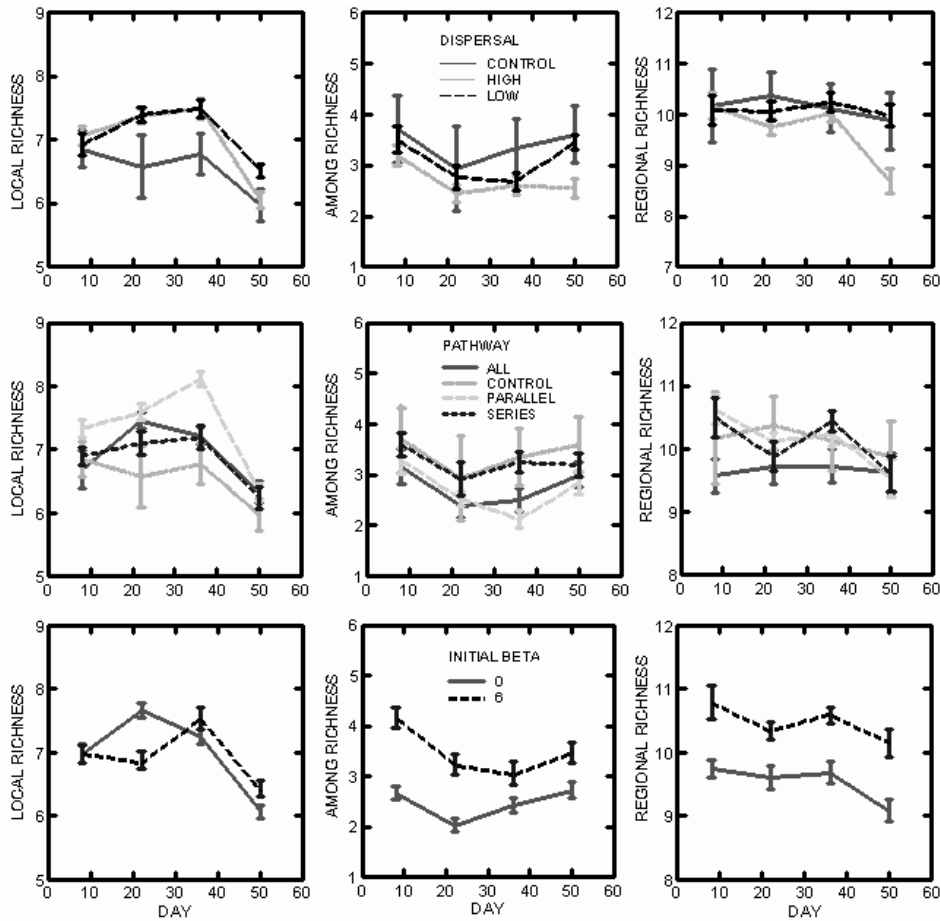 LOCAL RICHNESS
9
8
7
6
5
0 10 20 30 40 50 60
AMONG RICHNESS
6
5
4
3
2
1
0 10 20 30 40 50 60
DISPERSAL
CONTROL
HIGH
LOW
REGIONAL RICHNESS
12
11
10
9
8
7
0 10 20 30 40 50 60
LOCAL RICHNESS
9
8
7
6
5
0 10 20 30 40 50 60
AMONG RICHNESS
6
5
4
3
2
1
0 10 20 30 40 50 60
PATHWAY
ALL
CONTROL
PARALLEL
SERIES
REGIONAL RICHNESS
12
11
10
9
8
0 10 20 30 40 50 60
LOCAL RICHNESS
9
8
7
6
5
0 10 20 30 40 50 60
DAY
AMONG RICHNESS
6
5
4
3
2
1
0 10 20 30 40 50 60
DAY
INITIAL BETA
0
6
REGIONAL RICHNESS
12
11
10
9
8
0 10 20 30 40 50 60
DAY